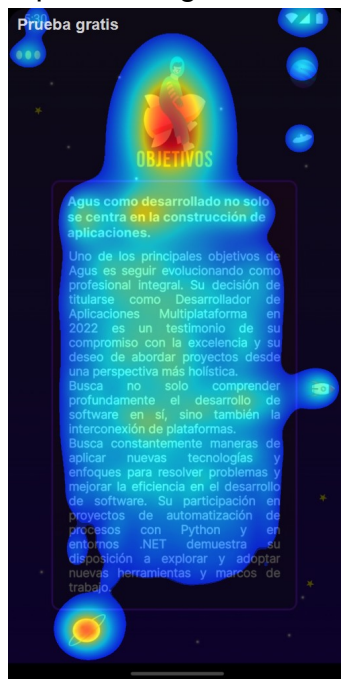 Prueba gratis
6:30
OBJETIVOS
Agus como desarrollado no solo
se centra en la construcción de
aplicaciones.
Uno de los principales objetivos de
Agus es seguir evolucionando como
profesional integral. Su decisión de
titularse como Desarrollador de
Aplicaciones Multiplataforma en
2022 es un testimonio de su
compromiso con la excelencia y su
deseo de abordar proyectos desde
una perspectiva más holística.
Busca no solo comprender
profundamente el desarrollo de
software en sí, sino también la
interconexión de plataformas.
Busca constantemente maneras de
aplicar nuevas tecnologías y
enfoques para resolver problemas y
mejorar la eficiencia en el desarrollo
de software. Su participación en
proyectos de automatización de
procesos con Python y en
entornos .NET demuestra su
disposición a explorar y adoptar
nuevas herramientas y marcos de
trabajo.